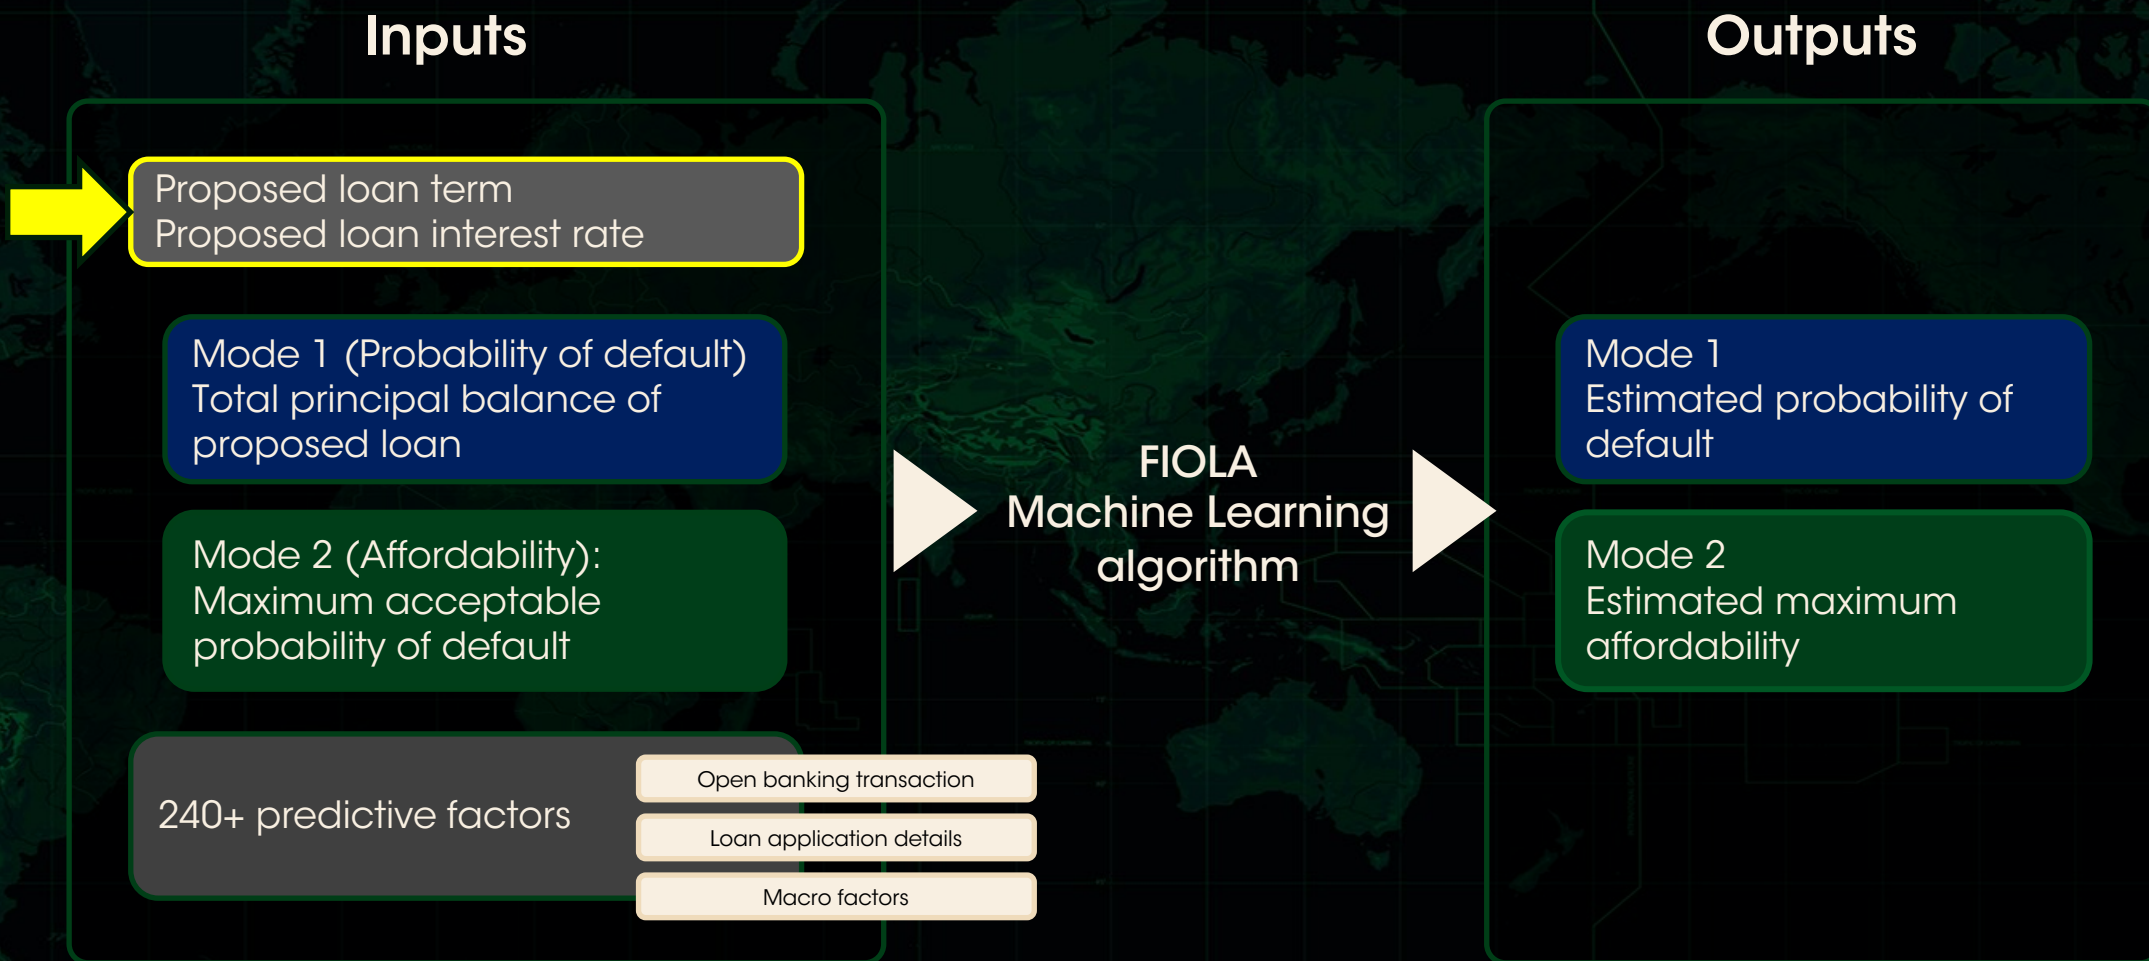 Inputs
Outputs
Proposed loan term
Proposed loan interest rate
Mode 1 (Probability of default)
Total principal balance of
proposed loan
Mode 2 (Affordability):
Maximum acceptable
probability of default
240+ predictive factors
Open banking transaction
Loan application details
Macro factors
FIOLA
Machine Learning
algorithm
Mode 1
Estimated probability of
default
Mode 2
Estimated maximum
affordability